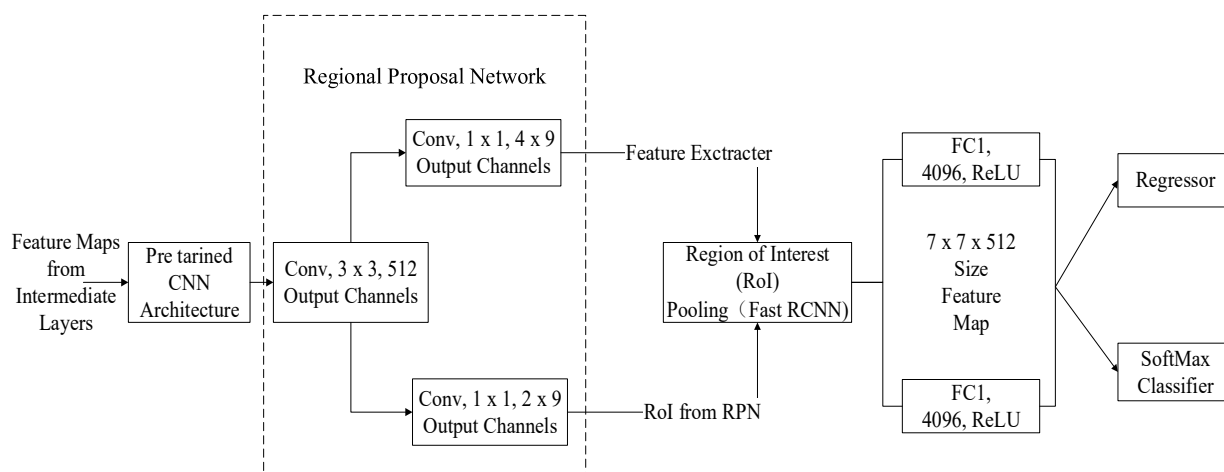 Regional Proposal Network
Conv, 1 x 1, 4 x 9
Output Channels
Feature Exctracter
FC1,
4096, ReLU
Regressor
Feature Maps
from
Intermediate
Layers
Pre tarined
CNN
Architecture
Conv, 3 x 3, 512
Output Channels
Region of Interest
(RoI)
Pooling（Fast RCNN)
7 x 7 x 512
Size
Feature
Map
SoftMax
Classifier
Conv, 1 x 1, 2 x 9
Output Channels
RoI from RPN
FC1,
4096, ReLU